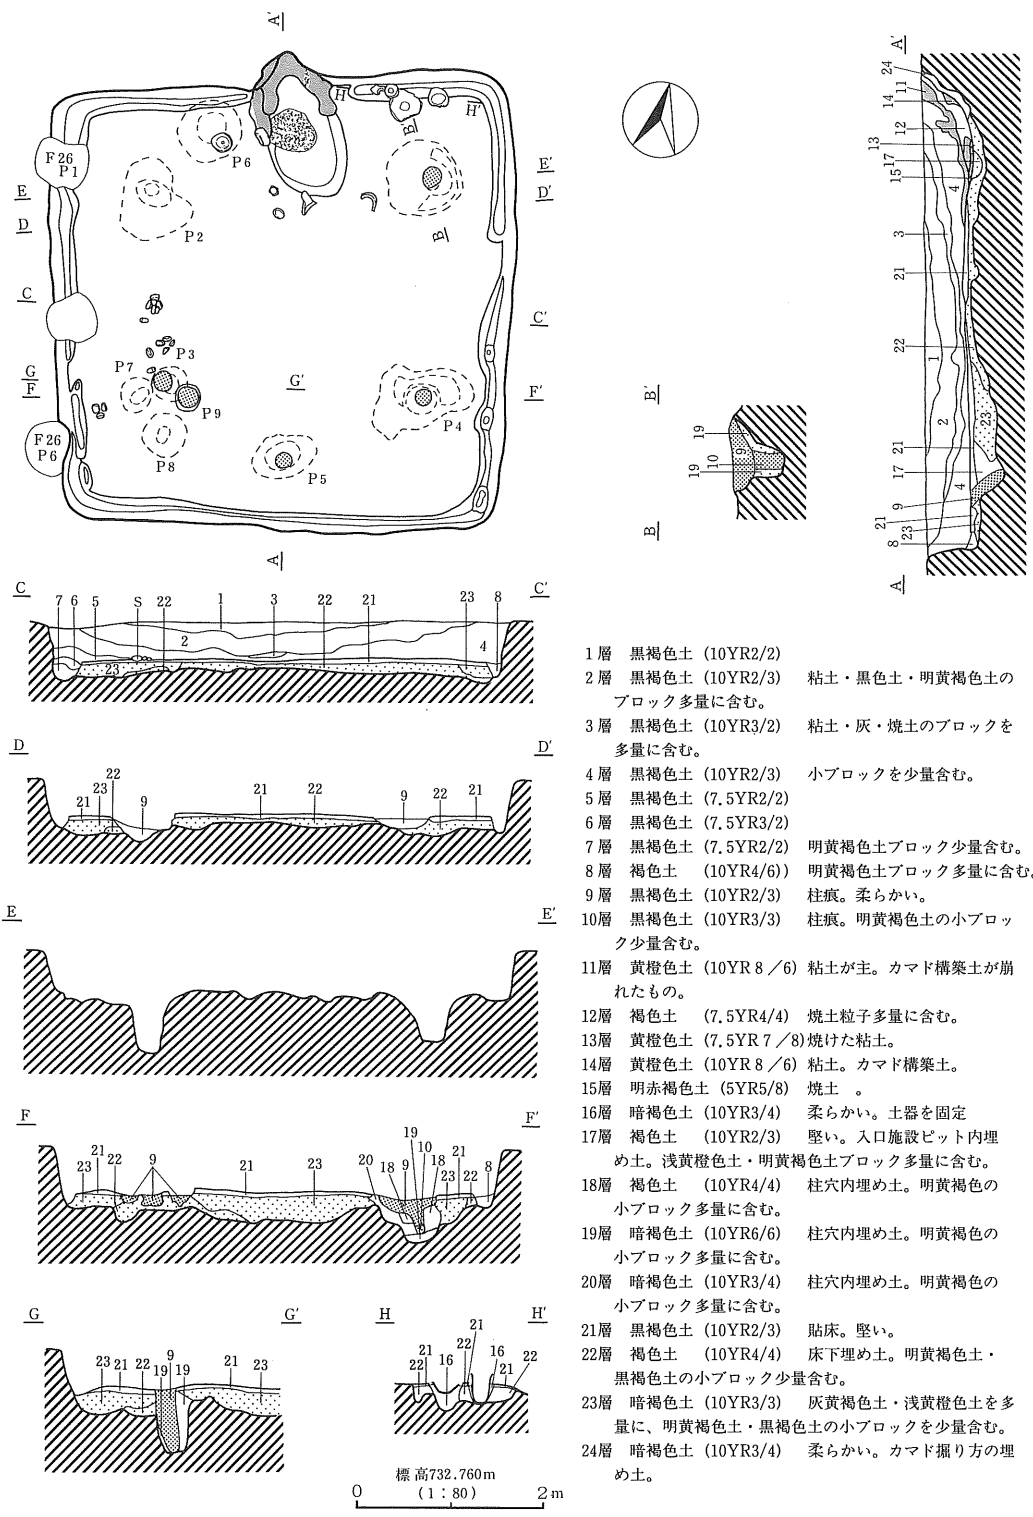 A′
H
H′
B′
F26
P1
P6
E′
D′
E
D
P2
B
C
C′
P3
P7
G
F
G′
F′
P9
P4
F26
P6
P8
P5
A
A′
24
11
14
12
13
17
15
4
3
21
22
1
2
23
21
17
4
9
21
23
8
A
B′
19
9
10
19
B
C
C′
7 6 5 S 22 1 3 22 21 23 8
2
4
23
D
D′
22
21 23 9 21 22 9 22 21
E
E′
F
F′
19 10
21 9 21 23 20 18 9 18 21
23 22 23 22 8
G
G′
9
23 21 22 19 19 21 23
H
H′
21
21 22 16 22
22 16 21
標高732.760m
(1：80)
0 2m
1層 黒褐色土 (10YR2/2)
2層 黒褐色土 (10YR2/3) 粘土・黒色土・明黄褐色土の
ブロック多量に含む。
3層 黒褐色土 (10YR3/2) 粘土・灰・焼土のブロックを
多量に含む。
4層 黒褐色土 (10YR2/3) 小ブロックを少量含む。
5層 黒褐色土 (7.5YR2/2)
6層 黒褐色土 (7.5YR3/2)
7層 黒褐色土 (7.5YR2/2) 明黄褐色土ブロック少量含む。
8層 褐色土 (10YR4/6)) 明黄褐色土ブロック多量に含む。
9層 黒褐色土 (10YR2/3) 柱痕。柔らかい。
10層 黒褐色土 (10YR3/3) 柱痕。明黄褐色土の小ブロッ
ク少量含む。
11層 黄橙色土 (10YR8／6) 粘土が主。カマド構築土が崩
れたもの。
12層 褐色土 (7.5YR4/4) 焼土粒子多量に含む。
13層 黄橙色土 (7.5YR7／8) 焼けた粘土。
14層 黄橙色土 (10YR8／6) 粘土。カマド構築土。
15層 明赤褐色土 (5YR5/8) 焼土 。
16層 暗褐色土 (10YR3/4) 柔らかい。土器を固定
17層 褐色土 (10YR2/3) 堅い。入口施設ピット内埋
め土。浅黄橙色土・明黄褐色土ブロック多量に含む。
18層 褐色土 (10YR4/4) 柱穴内埋め土。明黄褐色の
小ブロック多量に含む。
19層 暗褐色土 (10YR6/6) 柱穴内埋め土。明黄褐色の
小ブロック多量に含む。
20層 暗褐色土 (10YR3/4) 柱穴内埋め土。明黄褐色の
小ブロック多量に含む。
21層 黒褐色土 (10YR2/3) 貼床。堅い。
22層 褐色土 (10YR4/4) 床下埋め土。明黄褐色土・
黒褐色土の小ブロック少量含む。
23層 暗褐色土 (10YR3/3) 灰黄褐色土・浅黄橙色土を多
量に、明黄褐色土・黒褐色土の小ブロックを少量含む。
24層 暗褐色土 (10YR3/4) 柔らかい。カマド掘り方の埋
め土。